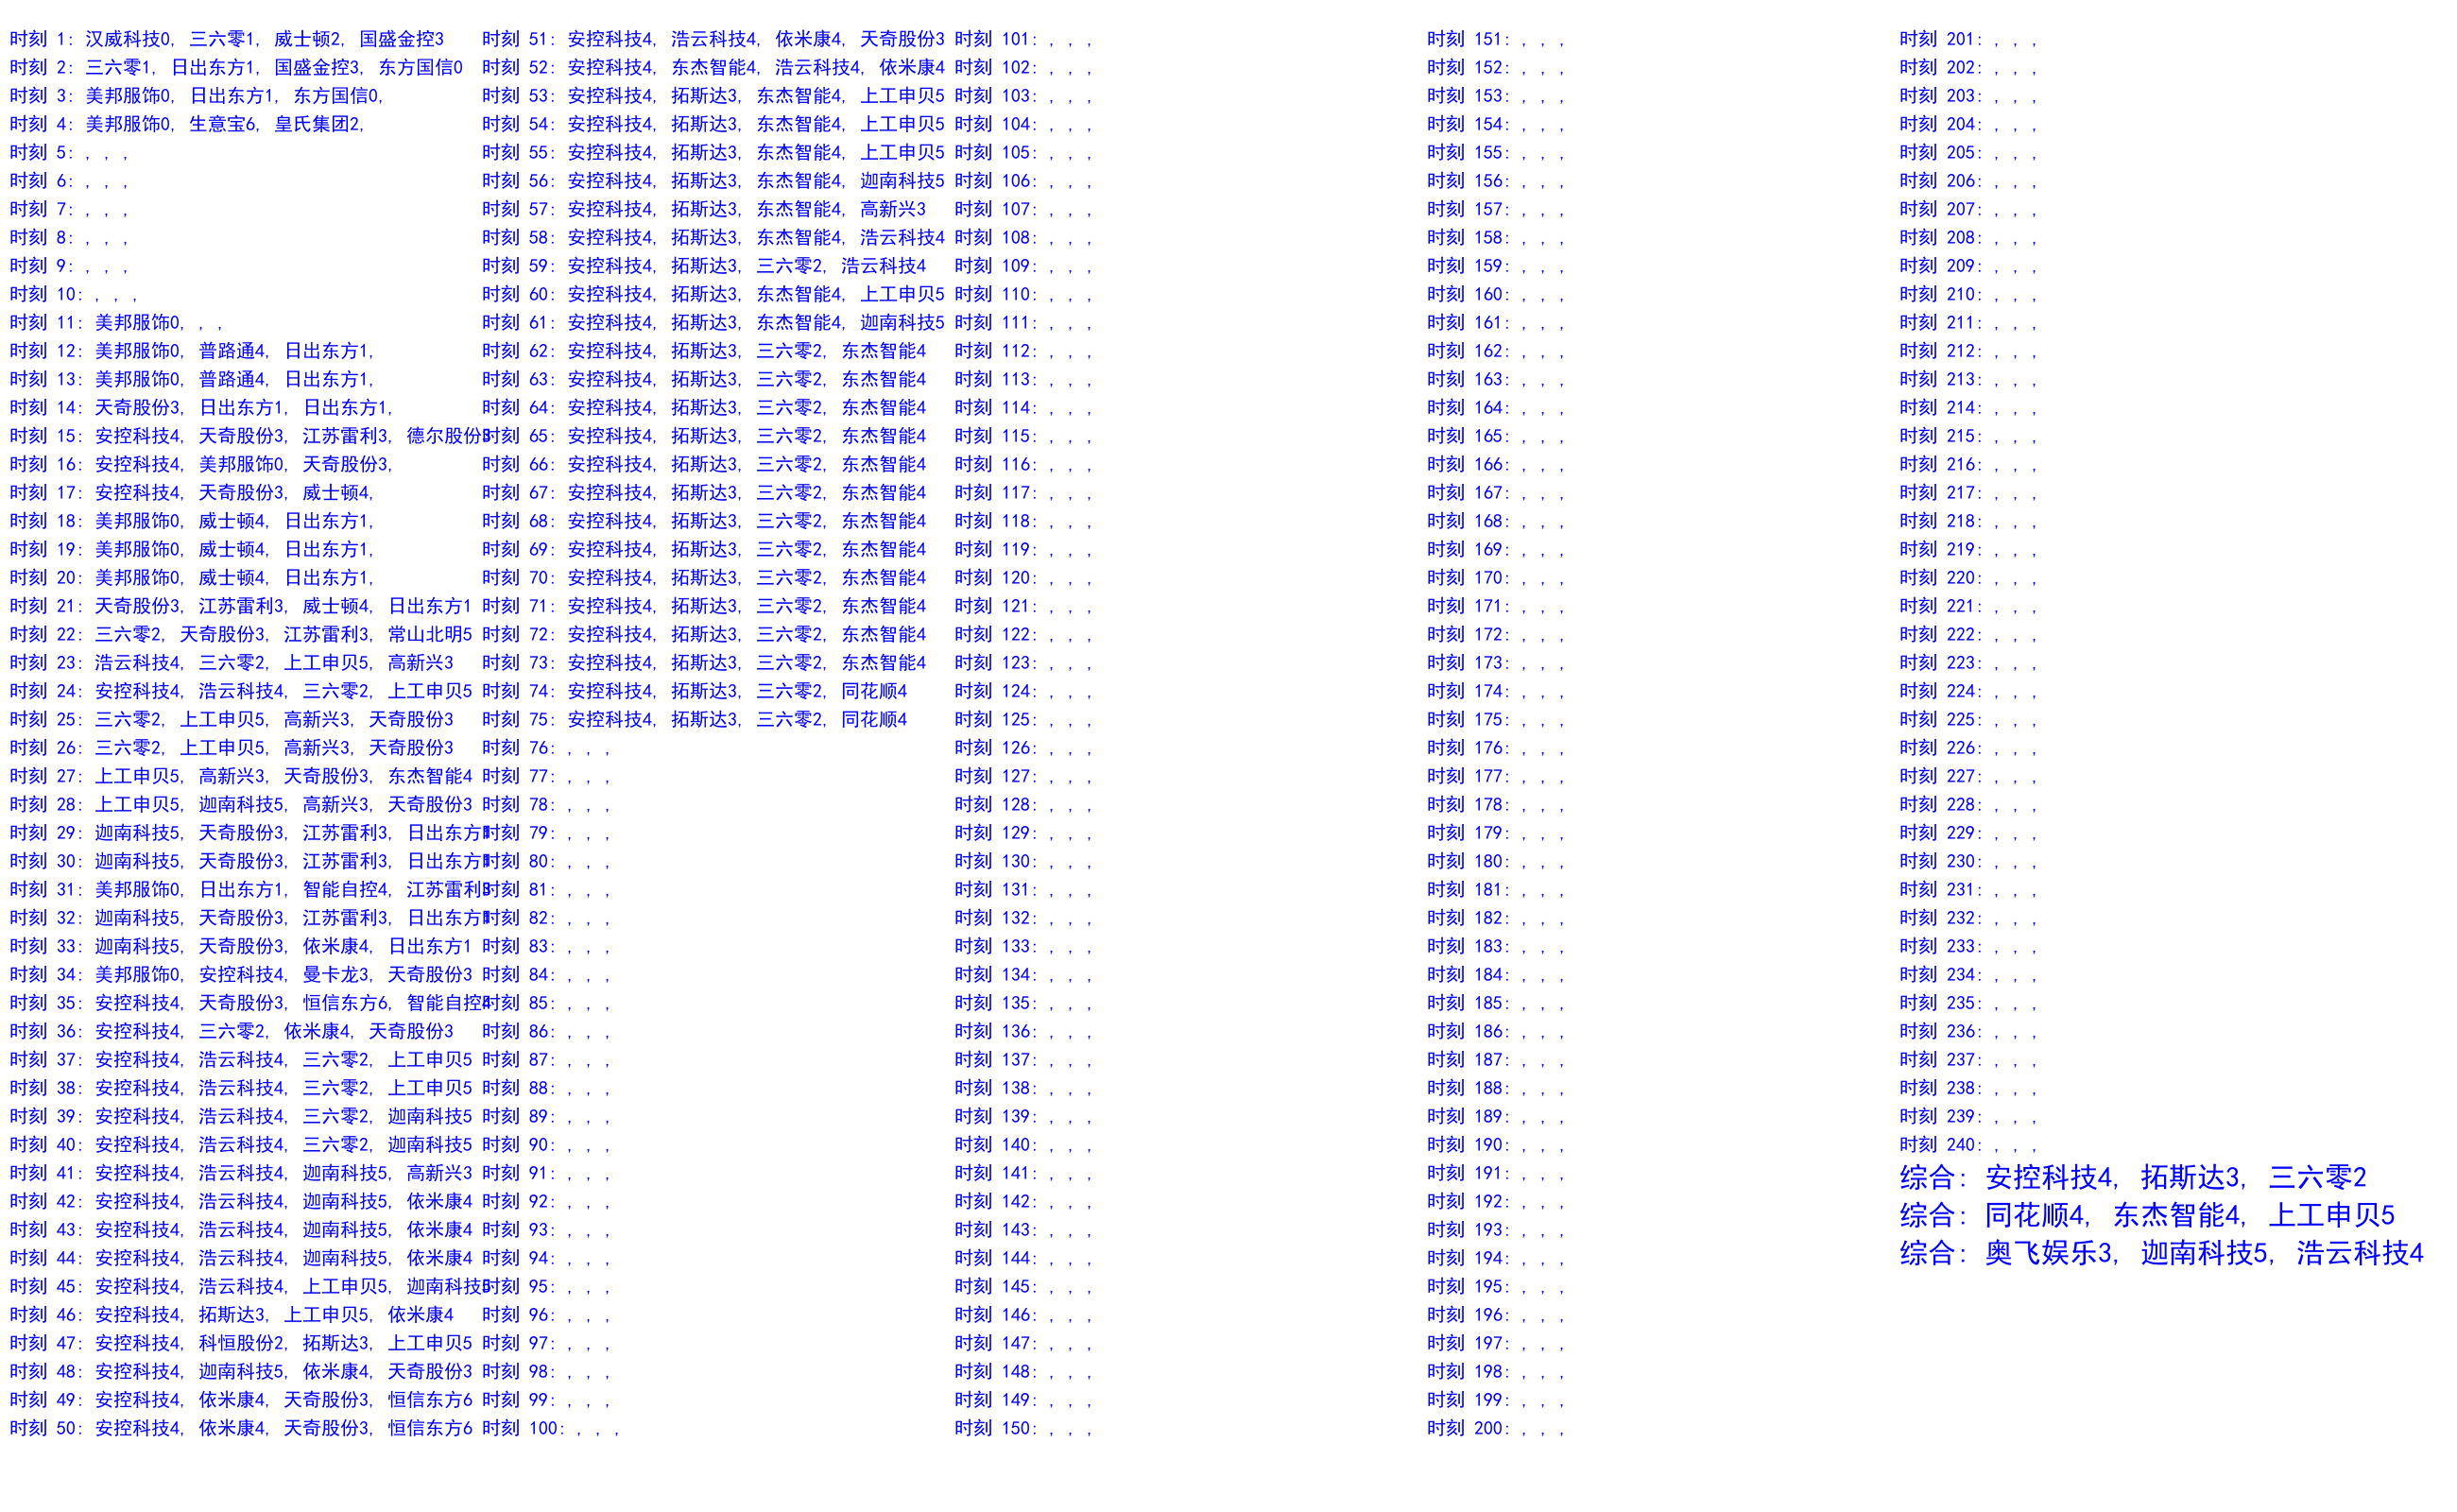 时刻 1: 汉威科技0, 三六零1, 威士顿2, 国盛金控3
时刻 2: 三六零1, 日出东方1, 国盛金控3, 东方国信0
时刻 3: 美邦服饰0, 日出东方1, 东方国信0,
时刻 4: 美邦服饰0, 生意宝6, 皇氏集团2,
时刻 5: , , ,
时刻 6: , , ,
时刻 7: , , ,
时刻 8: , , ,
时刻 9: , , ,
时刻 10: , , ,
时刻 11: 美邦服饰0, , ,
时刻 12: 美邦服饰0, 普路通4, 日出东方1,
时刻 13: 美邦服饰0, 普路通4, 日出东方1,
时刻 14: 天奇股份3, 日出东方1, 日出东方1,
时刻 15: 安控科技4, 天奇股份3, 江苏雷利3, 德尔股份3
时刻 16: 安控科技4, 美邦服饰0, 天奇股份3,
时刻 17: 安控科技4, 天奇股份3, 威士顿4,
时刻 18: 美邦服饰0, 威士顿4, 日出东方1,
时刻 19: 美邦服饰0, 威士顿4, 日出东方1,
时刻 20: 美邦服饰0, 威士顿4, 日出东方1,
时刻 21: 天奇股份3, 江苏雷利3, 威士顿4, 日出东方1
时刻 22: 三六零2, 天奇股份3, 江苏雷利3, 常山北明5
时刻 23: 浩云科技4, 三六零2, 上工申贝5, 高新兴3
时刻 24: 安控科技4, 浩云科技4, 三六零2, 上工申贝5
时刻 25: 三六零2, 上工申贝5, 高新兴3, 天奇股份3
时刻 26: 三六零2, 上工申贝5, 高新兴3, 天奇股份3
时刻 27: 上工申贝5, 高新兴3, 天奇股份3, 东杰智能4
时刻 28: 上工申贝5, 迦南科技5, 高新兴3, 天奇股份3
时刻 29: 迦南科技5, 天奇股份3, 江苏雷利3, 日出东方1
时刻 30: 迦南科技5, 天奇股份3, 江苏雷利3, 日出东方1
时刻 31: 美邦服饰0, 日出东方1, 智能自控4, 江苏雷利3
时刻 32: 迦南科技5, 天奇股份3, 江苏雷利3, 日出东方1
时刻 33: 迦南科技5, 天奇股份3, 依米康4, 日出东方1
时刻 34: 美邦服饰0, 安控科技4, 曼卡龙3, 天奇股份3
时刻 35: 安控科技4, 天奇股份3, 恒信东方6, 智能自控4
时刻 36: 安控科技4, 三六零2, 依米康4, 天奇股份3
时刻 37: 安控科技4, 浩云科技4, 三六零2, 上工申贝5
时刻 38: 安控科技4, 浩云科技4, 三六零2, 上工申贝5
时刻 39: 安控科技4, 浩云科技4, 三六零2, 迦南科技5
时刻 40: 安控科技4, 浩云科技4, 三六零2, 迦南科技5
时刻 41: 安控科技4, 浩云科技4, 迦南科技5, 高新兴3
时刻 42: 安控科技4, 浩云科技4, 迦南科技5, 依米康4
时刻 43: 安控科技4, 浩云科技4, 迦南科技5, 依米康4
时刻 44: 安控科技4, 浩云科技4, 迦南科技5, 依米康4
时刻 45: 安控科技4, 浩云科技4, 上工申贝5, 迦南科技5
时刻 46: 安控科技4, 拓斯达3, 上工申贝5, 依米康4
时刻 47: 安控科技4, 科恒股份2, 拓斯达3, 上工申贝5
时刻 48: 安控科技4, 迦南科技5, 依米康4, 天奇股份3
时刻 49: 安控科技4, 依米康4, 天奇股份3, 恒信东方6
时刻 50: 安控科技4, 依米康4, 天奇股份3, 恒信东方6
时刻 51: 安控科技4, 浩云科技4, 依米康4, 天奇股份3
时刻 52: 安控科技4, 东杰智能4, 浩云科技4, 依米康4
时刻 53: 安控科技4, 拓斯达3, 东杰智能4, 上工申贝5
时刻 54: 安控科技4, 拓斯达3, 东杰智能4, 上工申贝5
时刻 55: 安控科技4, 拓斯达3, 东杰智能4, 上工申贝5
时刻 56: 安控科技4, 拓斯达3, 东杰智能4, 迦南科技5
时刻 57: 安控科技4, 拓斯达3, 东杰智能4, 高新兴3
时刻 58: 安控科技4, 拓斯达3, 东杰智能4, 浩云科技4
时刻 59: 安控科技4, 拓斯达3, 三六零2, 浩云科技4
时刻 60: 安控科技4, 拓斯达3, 东杰智能4, 上工申贝5
时刻 61: 安控科技4, 拓斯达3, 东杰智能4, 迦南科技5
时刻 62: 安控科技4, 拓斯达3, 三六零2, 东杰智能4
时刻 63: 安控科技4, 拓斯达3, 三六零2, 东杰智能4
时刻 64: 安控科技4, 拓斯达3, 三六零2, 东杰智能4
时刻 65: 安控科技4, 拓斯达3, 三六零2, 东杰智能4
时刻 66: 安控科技4, 拓斯达3, 三六零2, 东杰智能4
时刻 67: 安控科技4, 拓斯达3, 三六零2, 东杰智能4
时刻 68: 安控科技4, 拓斯达3, 三六零2, 东杰智能4
时刻 69: 安控科技4, 拓斯达3, 三六零2, 东杰智能4
时刻 70: 安控科技4, 拓斯达3, 三六零2, 东杰智能4
时刻 71: 安控科技4, 拓斯达3, 三六零2, 东杰智能4
时刻 72: 安控科技4, 拓斯达3, 三六零2, 东杰智能4
时刻 73: 安控科技4, 拓斯达3, 三六零2, 东杰智能4
时刻 74: 安控科技4, 拓斯达3, 三六零2, 同花顺4
时刻 75: 安控科技4, 拓斯达3, 三六零2, 同花顺4
时刻 76: , , ,
时刻 77: , , ,
时刻 78: , , ,
时刻 79: , , ,
时刻 80: , , ,
时刻 81: , , ,
时刻 82: , , ,
时刻 83: , , ,
时刻 84: , , ,
时刻 85: , , ,
时刻 86: , , ,
时刻 87: , , ,
时刻 88: , , ,
时刻 89: , , ,
时刻 90: , , ,
时刻 91: , , ,
时刻 92: , , ,
时刻 93: , , ,
时刻 94: , , ,
时刻 95: , , ,
时刻 96: , , ,
时刻 97: , , ,
时刻 98: , , ,
时刻 99: , , ,
时刻 100: , , ,
时刻 101: , , ,
时刻 102: , , ,
时刻 103: , , ,
时刻 104: , , ,
时刻 105: , , ,
时刻 106: , , ,
时刻 107: , , ,
时刻 108: , , ,
时刻 109: , , ,
时刻 110: , , ,
时刻 111: , , ,
时刻 112: , , ,
时刻 113: , , ,
时刻 114: , , ,
时刻 115: , , ,
时刻 116: , , ,
时刻 117: , , ,
时刻 118: , , ,
时刻 119: , , ,
时刻 120: , , ,
时刻 121: , , ,
时刻 122: , , ,
时刻 123: , , ,
时刻 124: , , ,
时刻 125: , , ,
时刻 126: , , ,
时刻 127: , , ,
时刻 128: , , ,
时刻 129: , , ,
时刻 130: , , ,
时刻 131: , , ,
时刻 132: , , ,
时刻 133: , , ,
时刻 134: , , ,
时刻 135: , , ,
时刻 136: , , ,
时刻 137: , , ,
时刻 138: , , ,
时刻 139: , , ,
时刻 140: , , ,
时刻 141: , , ,
时刻 142: , , ,
时刻 143: , , ,
时刻 144: , , ,
时刻 145: , , ,
时刻 146: , , ,
时刻 147: , , ,
时刻 148: , , ,
时刻 149: , , ,
时刻 150: , , ,
时刻 151: , , ,
时刻 152: , , ,
时刻 153: , , ,
时刻 154: , , ,
时刻 155: , , ,
时刻 156: , , ,
时刻 157: , , ,
时刻 158: , , ,
时刻 159: , , ,
时刻 160: , , ,
时刻 161: , , ,
时刻 162: , , ,
时刻 163: , , ,
时刻 164: , , ,
时刻 165: , , ,
时刻 166: , , ,
时刻 167: , , ,
时刻 168: , , ,
时刻 169: , , ,
时刻 170: , , ,
时刻 171: , , ,
时刻 172: , , ,
时刻 173: , , ,
时刻 174: , , ,
时刻 175: , , ,
时刻 176: , , ,
时刻 177: , , ,
时刻 178: , , ,
时刻 179: , , ,
时刻 180: , , ,
时刻 181: , , ,
时刻 182: , , ,
时刻 183: , , ,
时刻 184: , , ,
时刻 185: , , ,
时刻 186: , , ,
时刻 187: , , ,
时刻 188: , , ,
时刻 189: , , ,
时刻 190: , , ,
时刻 191: , , ,
时刻 192: , , ,
时刻 193: , , ,
时刻 194: , , ,
时刻 195: , , ,
时刻 196: , , ,
时刻 197: , , ,
时刻 198: , , ,
时刻 199: , , ,
时刻 200: , , ,
时刻 201: , , ,
时刻 202: , , ,
时刻 203: , , ,
时刻 204: , , ,
时刻 205: , , ,
时刻 206: , , ,
时刻 207: , , ,
时刻 208: , , ,
时刻 209: , , ,
时刻 210: , , ,
时刻 211: , , ,
时刻 212: , , ,
时刻 213: , , ,
时刻 214: , , ,
时刻 215: , , ,
时刻 216: , , ,
时刻 217: , , ,
时刻 218: , , ,
时刻 219: , , ,
时刻 220: , , ,
时刻 221: , , ,
时刻 222: , , ,
时刻 223: , , ,
时刻 224: , , ,
时刻 225: , , ,
时刻 226: , , ,
时刻 227: , , ,
时刻 228: , , ,
时刻 229: , , ,
时刻 230: , , ,
时刻 231: , , ,
时刻 232: , , ,
时刻 233: , , ,
时刻 234: , , ,
时刻 235: , , ,
时刻 236: , , ,
时刻 237: , , ,
时刻 238: , , ,
时刻 239: , , ,
时刻 240: , , ,
综合: 安控科技4, 拓斯达3, 三六零2
综合: 同花顺4, 东杰智能4, 上工申贝5
综合: 奥飞娱乐3, 迦南科技5, 浩云科技4